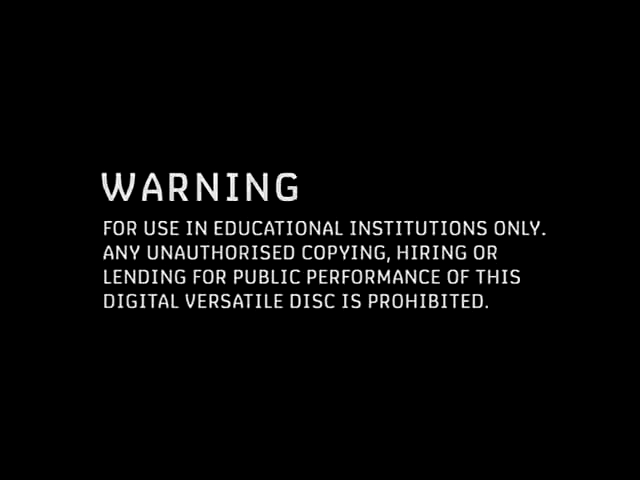 WARNING
FOR USE IN EDUCATIONAL INSTITUTIONS ONLY.
ANY UNAUTHORISED COPYING, HIRING OR
LENDING FOR PUBLIC PERFORMANCE OF THIS
DIGITAL VERSATILE DISC IS PROHIBITED.